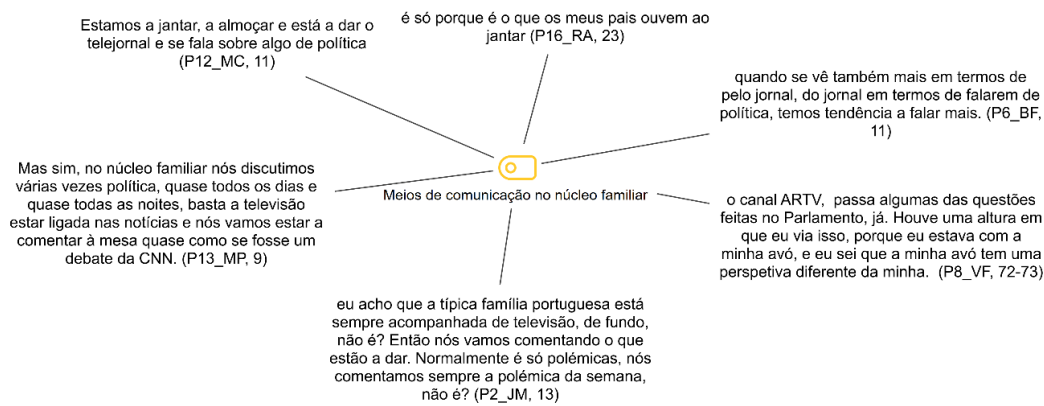 Estamos a jantar, a almoçar e está a dar o
telejornal e se fala sobre algo de política
(P12_MC, 11)
é só porque é o que os meus pais ouvem ao
jantar (P16_RA, 23)
quando se vê também mais em termos de
pelo jornal, do jornal em termos de falarem de
política, temos tendência a falar mais. (P6_BF,
11)
Mas sim, no núcleo familiar nós discutimos
várias vezes política, quase todos os dias e
quase todas as noites, basta a televisão
estar ligada nas notícias e nós vamos estar a
comentar à mesa quase como se fosse um
debate da CNN. (P13_MP, 9)
Meios de comunicação no núcleo familiar
o canal ARTV,  passa algumas das questões
feitas no Parlamento, já. Houve uma altura em
que eu via isso, porque eu estava com a
minha avó, e eu sei que a minha avó tem uma
perspetiva diferente da minha.  (P8_VF, 72-73)
eu acho que a típica família portuguesa está
sempre acompanhada de televisão, de fundo,
não é? Então nós vamos comentando o que
estão a dar. Normalmente é só polémicas, nós
comentamos sempre a polémica da semana,
não é? (P2_JM, 13)